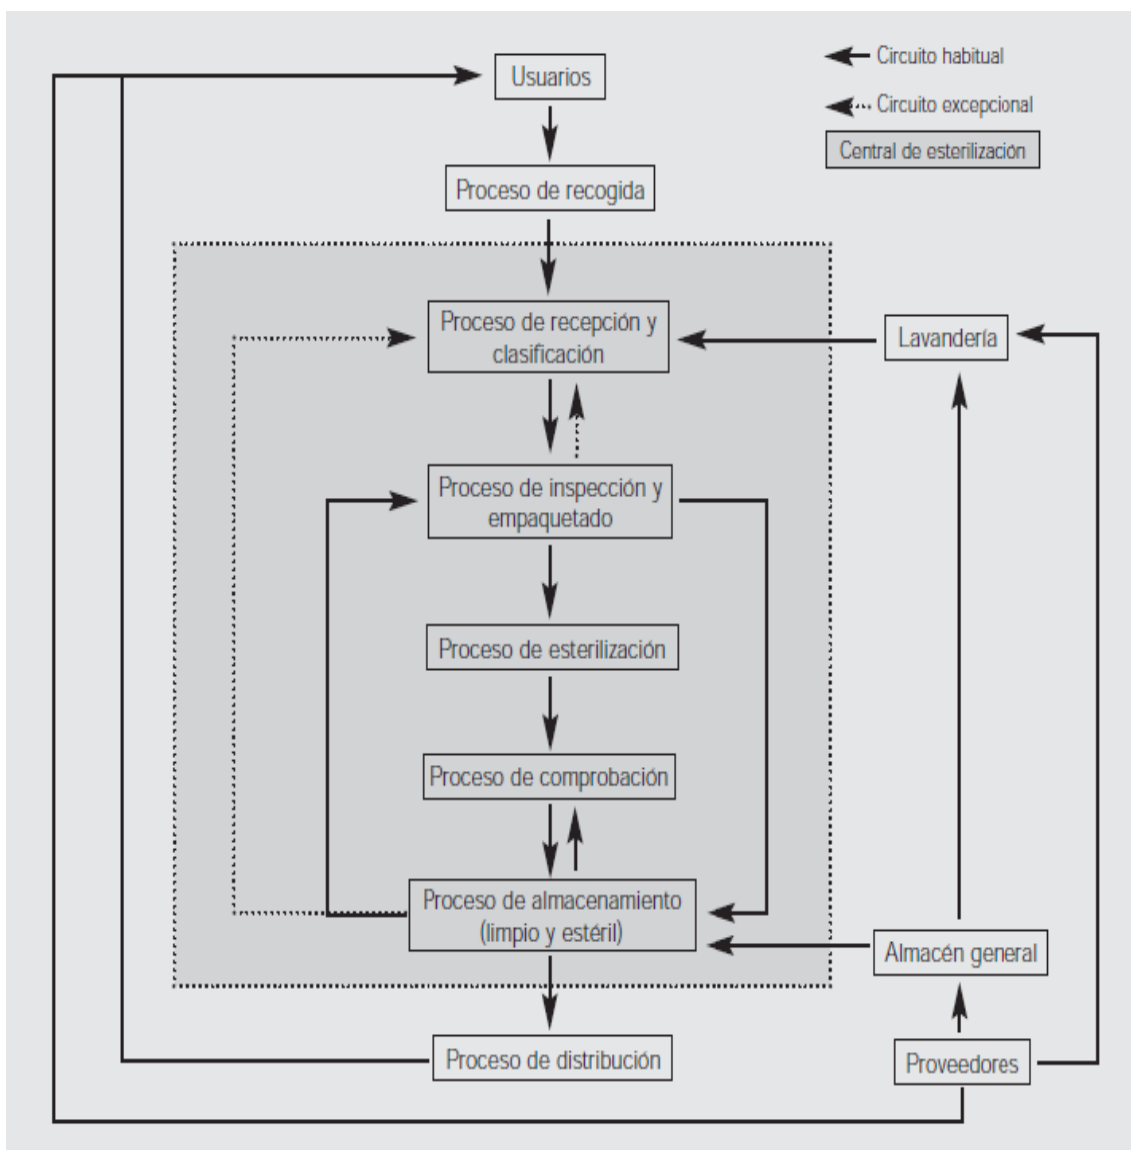 Usuarios
Circuito habitual
Circuito excepcional
Central de esterilización
Proceso de recogida
Proceso de recepción y
clasificación
Lavandería
Proceso de inspección y
empaquetado
Proceso de esterilización
Proceso de comprobación
Proceso de almacenamiento
(limpio y estéril)
Almacén general
Proceso de distribución
Proveedores